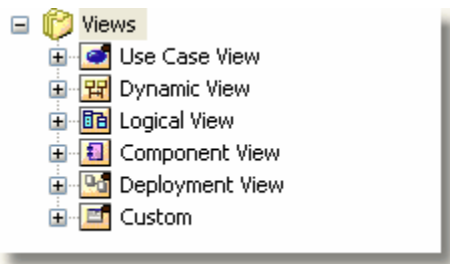 Views
Use Case View
Dynamic View
Logical View
Component View
Deployment View
Custom